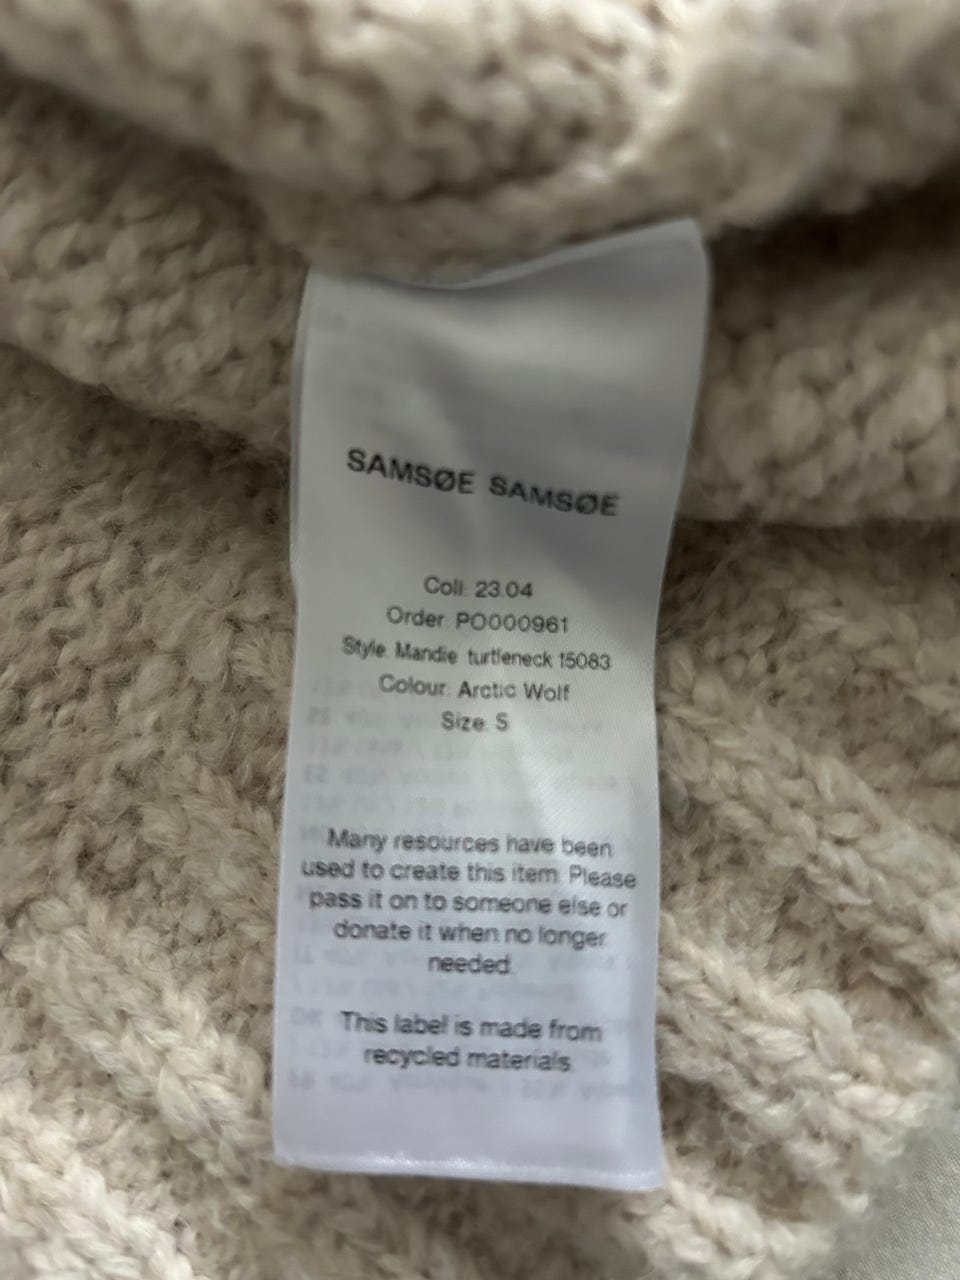 SAMSØE SAMSØE
Coll: 23.04
Order: PO000961
Style: Mandie turtleneck 15083
Colour: Arctic Wolf
Size: S
Many resources have been
used to create this item. Please
pass it on to someone else or
donate it when no longer
needed.
This label is made from
recycled materials.